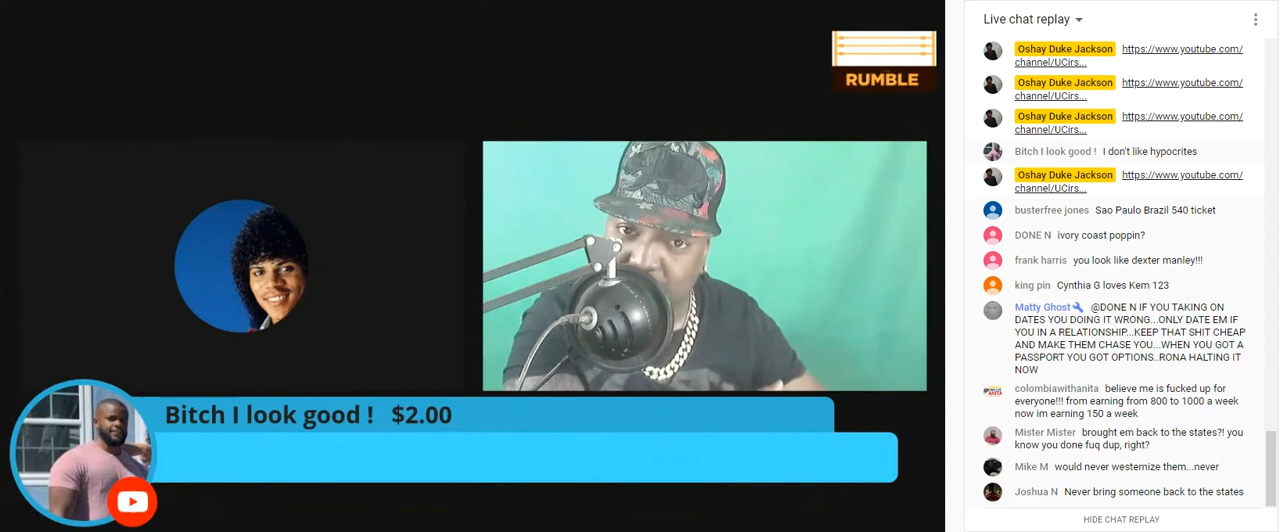 RUMBLE
Bitch I look good ! $2.00
Live chat replay
Oshay Duke Jackson https://www.youtube.com/
channel/UCirs...
Oshay Duke Jackson https://www.youtube.com/
channel/UCirs...
Oshay Duke Jackson https://www.youtube.com/
channel/UCirs...
Bitch I look good ! I don't like hypocrites
Oshay Duke Jackson https://www.youtube.com/
channel/UCirs...
busterfree jones Sao Paulo Brazil 540 ticket
DONE N ivory coast poppin?
frank harris you look like dexter manley!!!
king pin Cynthia G loves Kem 123
Matty Ghost @DONE N IF YOU TAKING ON
DATES YOU DOING IT WRONG...ONLY DATE EM IF
YOU IN A RELATIONSHIP...KEEP THAT SHIT CHEAP
AND MAKE THEM CHASE YOU...WHEN YOU GOT A
PASSPORT YOU GOT OPTIONS..RONA HALTING IT
NOW
colombiawithanita believe me is fucked up for
everyone!!! from earning from 800 to 1000 a week
now im earning 150 a week
Mister Mister brought em back to the states?! you
know you done fuq dup, right?
Mike M would never westernize them...never
Joshua N Never bring someone back to the states
HIDE CHAT REPLAY